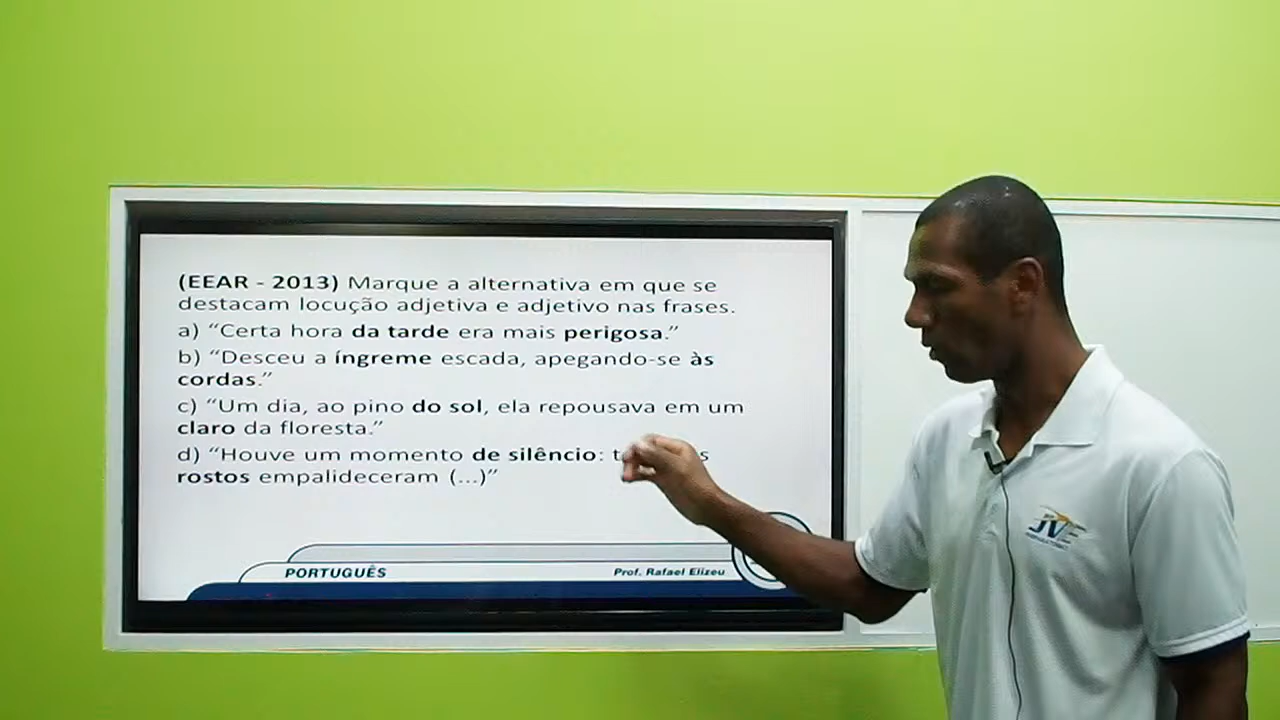 (EEAR - 2013) Marque a alternativa em que se
destacam locução adjetiva e adjetivo nas frases.
a) “Certa hora da tarde era mais perigosa.”
b) “Desceu a íngreme escada, apegando-se às
cordas.”
c) “Um dia, ao pino do sol, ela repousava em um
claro da floresta.”
d) “Houve um momento de silêncio:
rostos empalideceram (...)”
PORTUGUÊS
Prof. Rafael Elizeu
JV